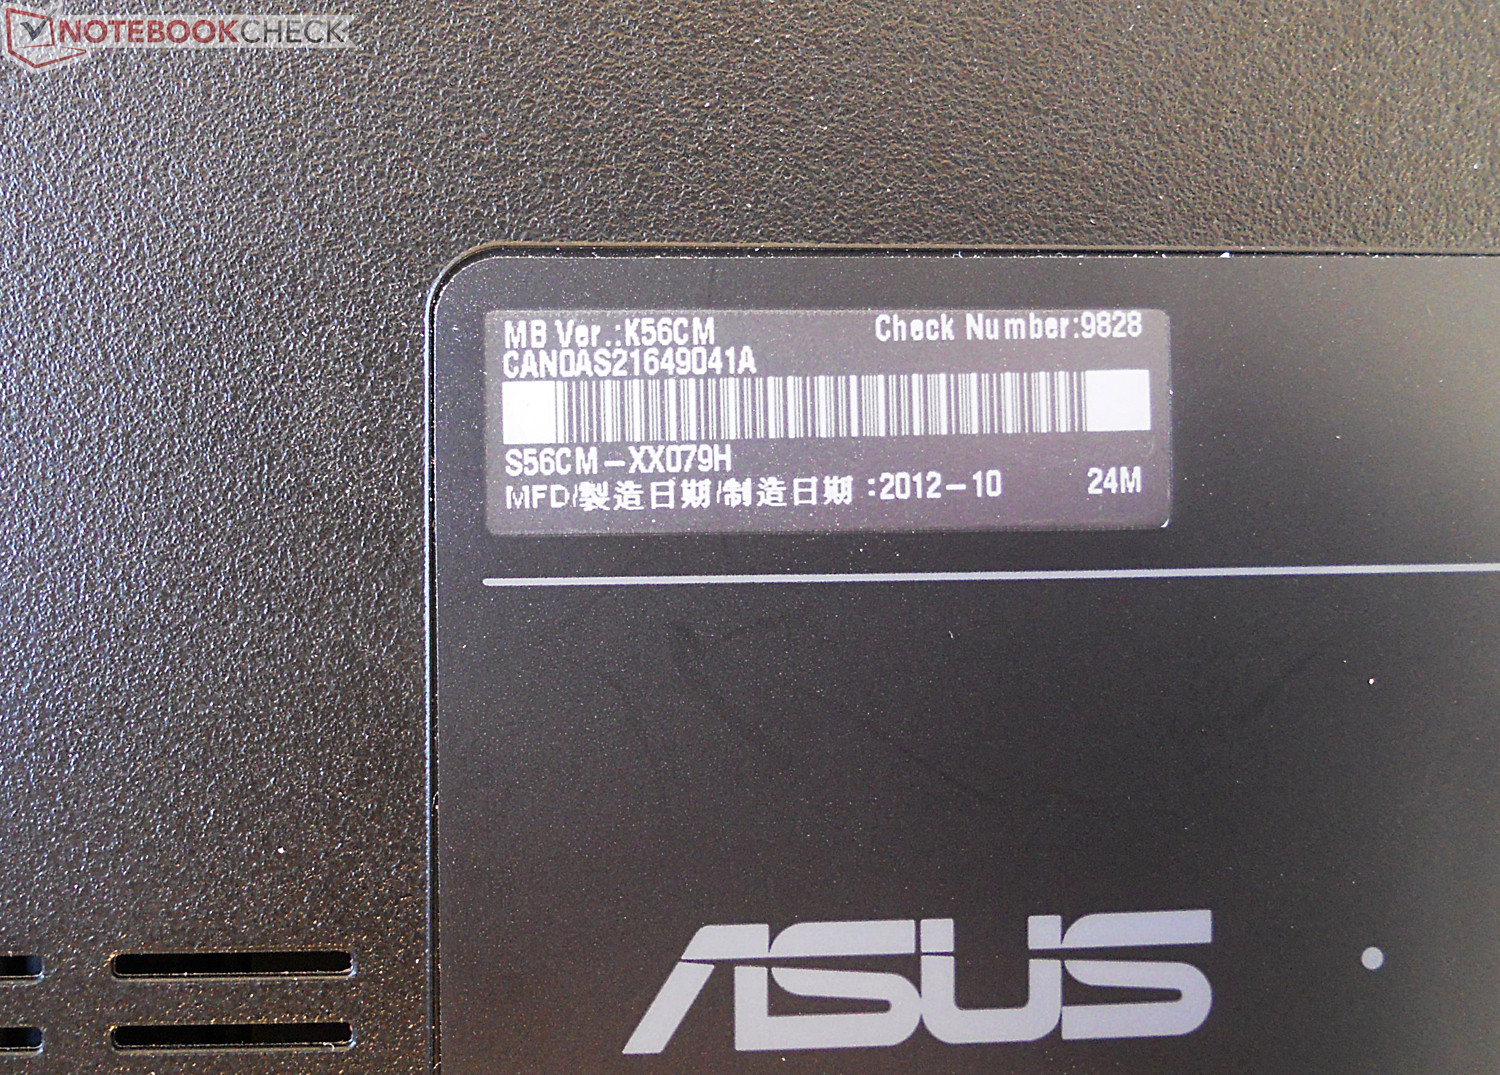 NOTEBOOKCHECK
MB Ver.:K56CM Check Number:9828
CAN0AS21649041A
S56CM-XX079H
MFD/製造日期/制造日期 :2012-10 24M
ASUS